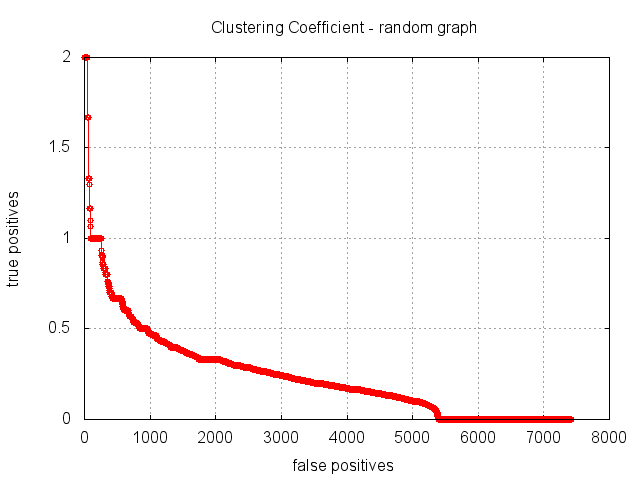 Clustering Coefficient - random graph
2
1.5
1
0.5
0
0 1000 2000 3000 4000 5000 6000 7000 8000
true positives
false positives